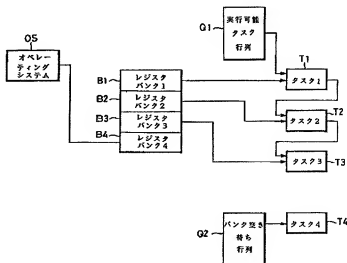 OS
オペレー
ティング
システム
Q1
実行可能
タスク
行列
B1
レジスタ
バンク1
B2
レジスタ
バンク2
B3
レジスタ
バンク3
B4
レジスタ
バンク4
T1
タスク1
T2
タスク2
タスク3
T3
Q2
バンク空き
待ち
行列
タスク4
T4